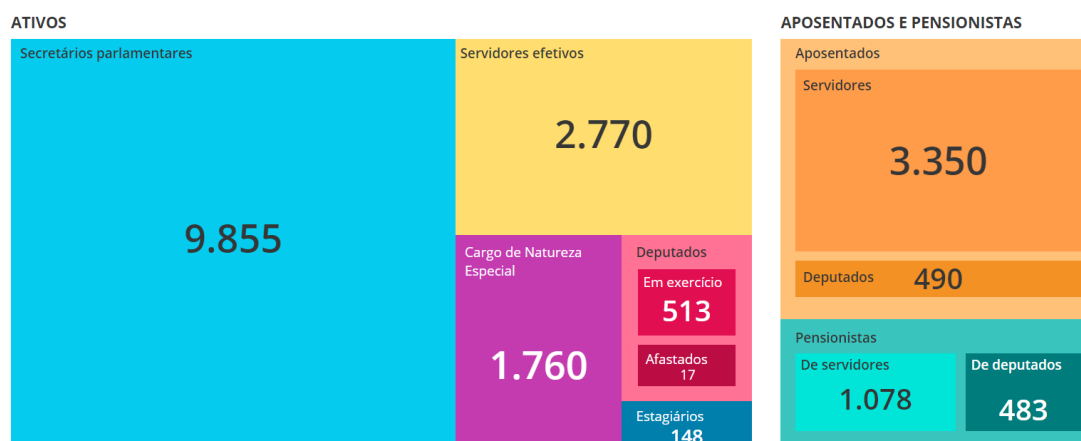 ATIVOS
Secretários parlamentares
9.855
Servidores efetivos
2.770
Cargo de Natureza
Especial
1.760
Deputados
Em exercício
513
Afastados
17
Estagiários
148
APOSENTADOS E PENSIONISTAS
Aposentados
Servidores
3.350
Deputados 490
Pensionistas
De servidores
1.078
De deputados
483